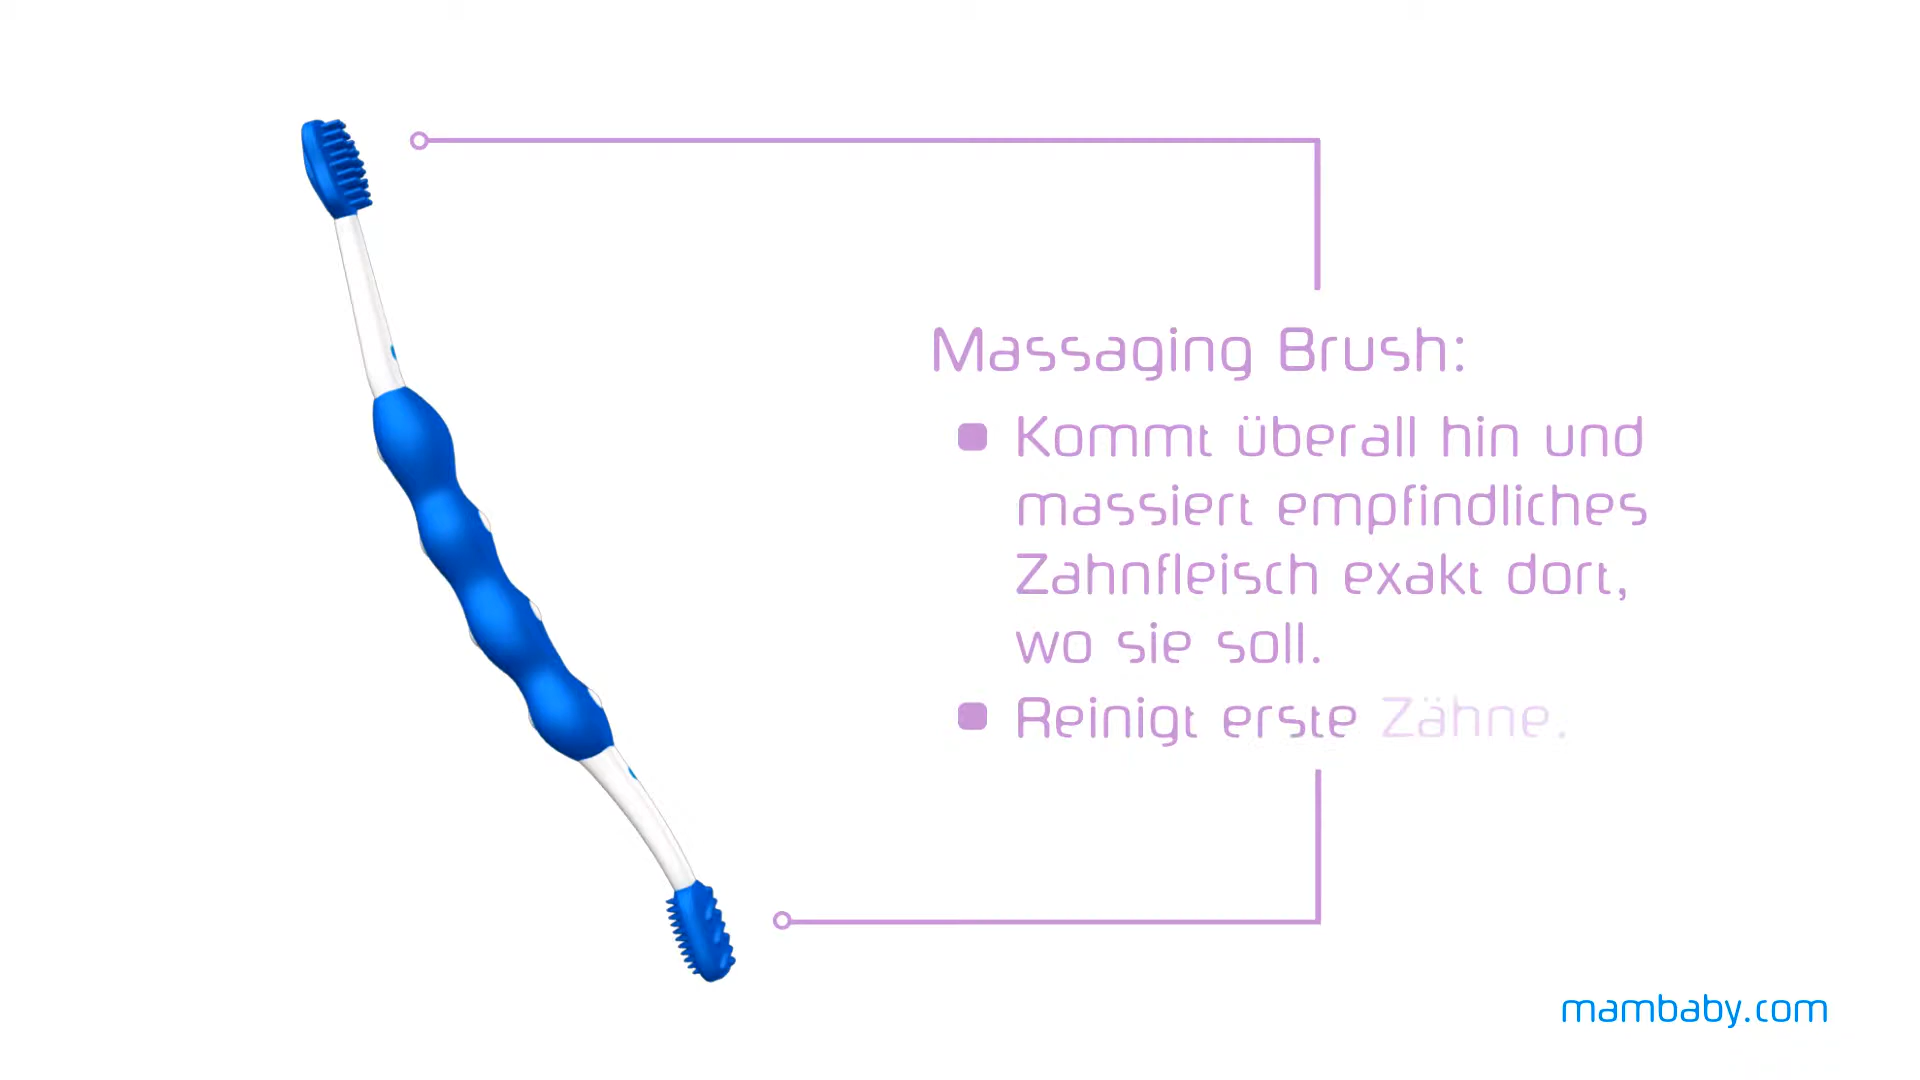 Massaging Brush:
Kommt überall hin und
massiert empfindliches
Zahnfleisch exakt dort,
wo sie soll.
Reinigt erste Zähne.
mambaby.com